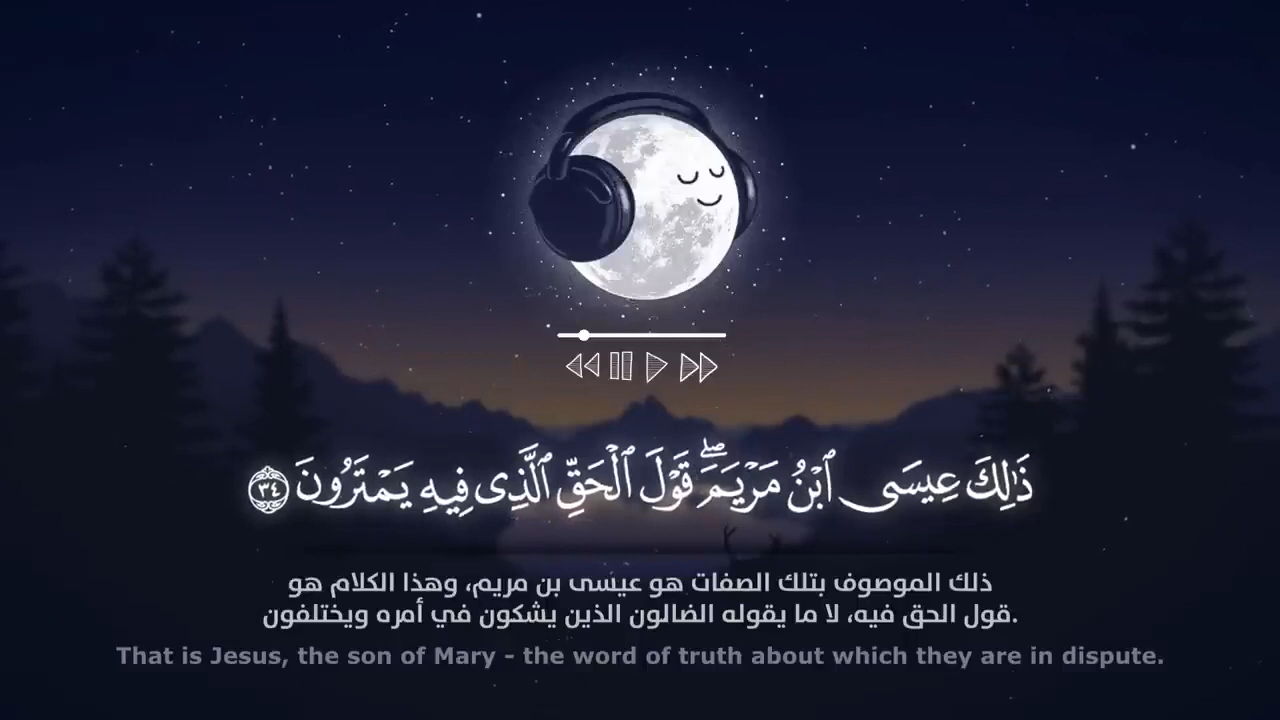 ذَٰلِكَ عِيسَى ٱبْنُ مَرْيَمَ ۖ قَوْلَ ٱلْحَقِّ ٱلَّذِى فِيهِ يَمْتَرُونَ ٣٤
ذلك الموصوف بتلك الصفات هو عيسى بن مريم، وهذا الكلام هو
قول الحق فيه، لا ما يقوله الضالون الذين يشكون في أمره ويختلفون.
That is Jesus, the son of Mary - the word of truth about which they are in dispute.